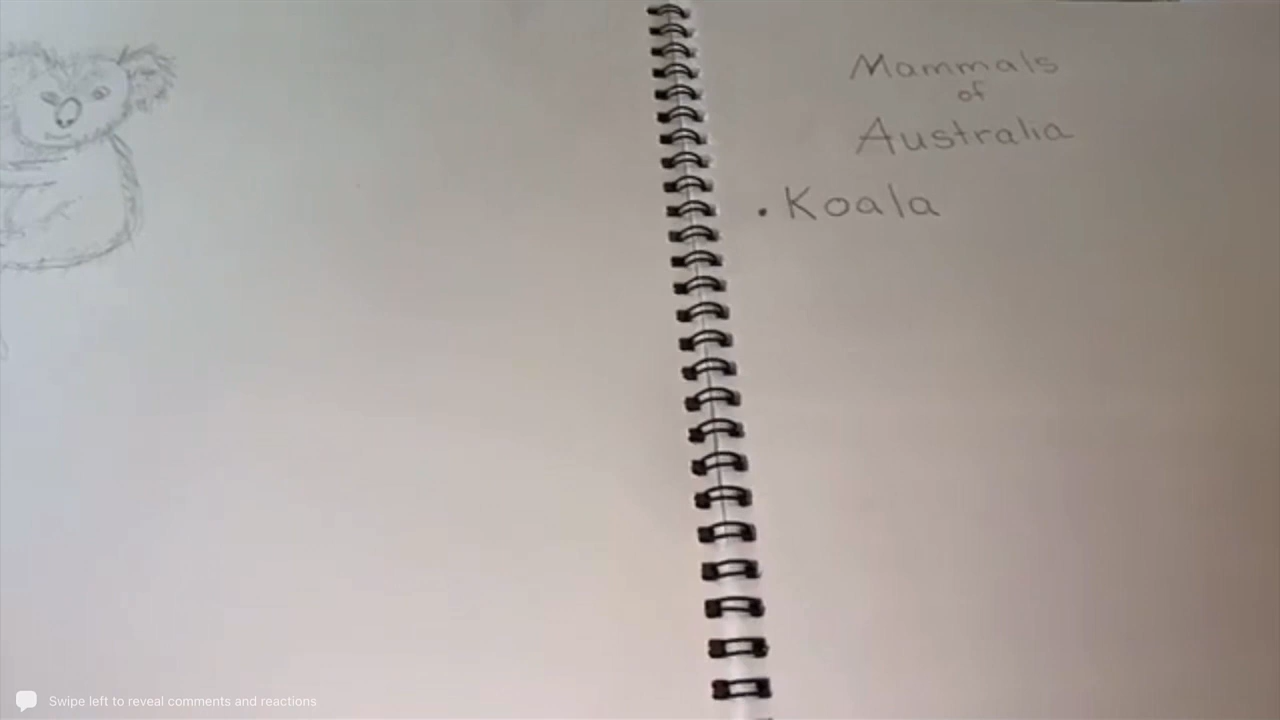 Mammals
of
Australia
· Koala
Swipe left to reveal comments and reactions